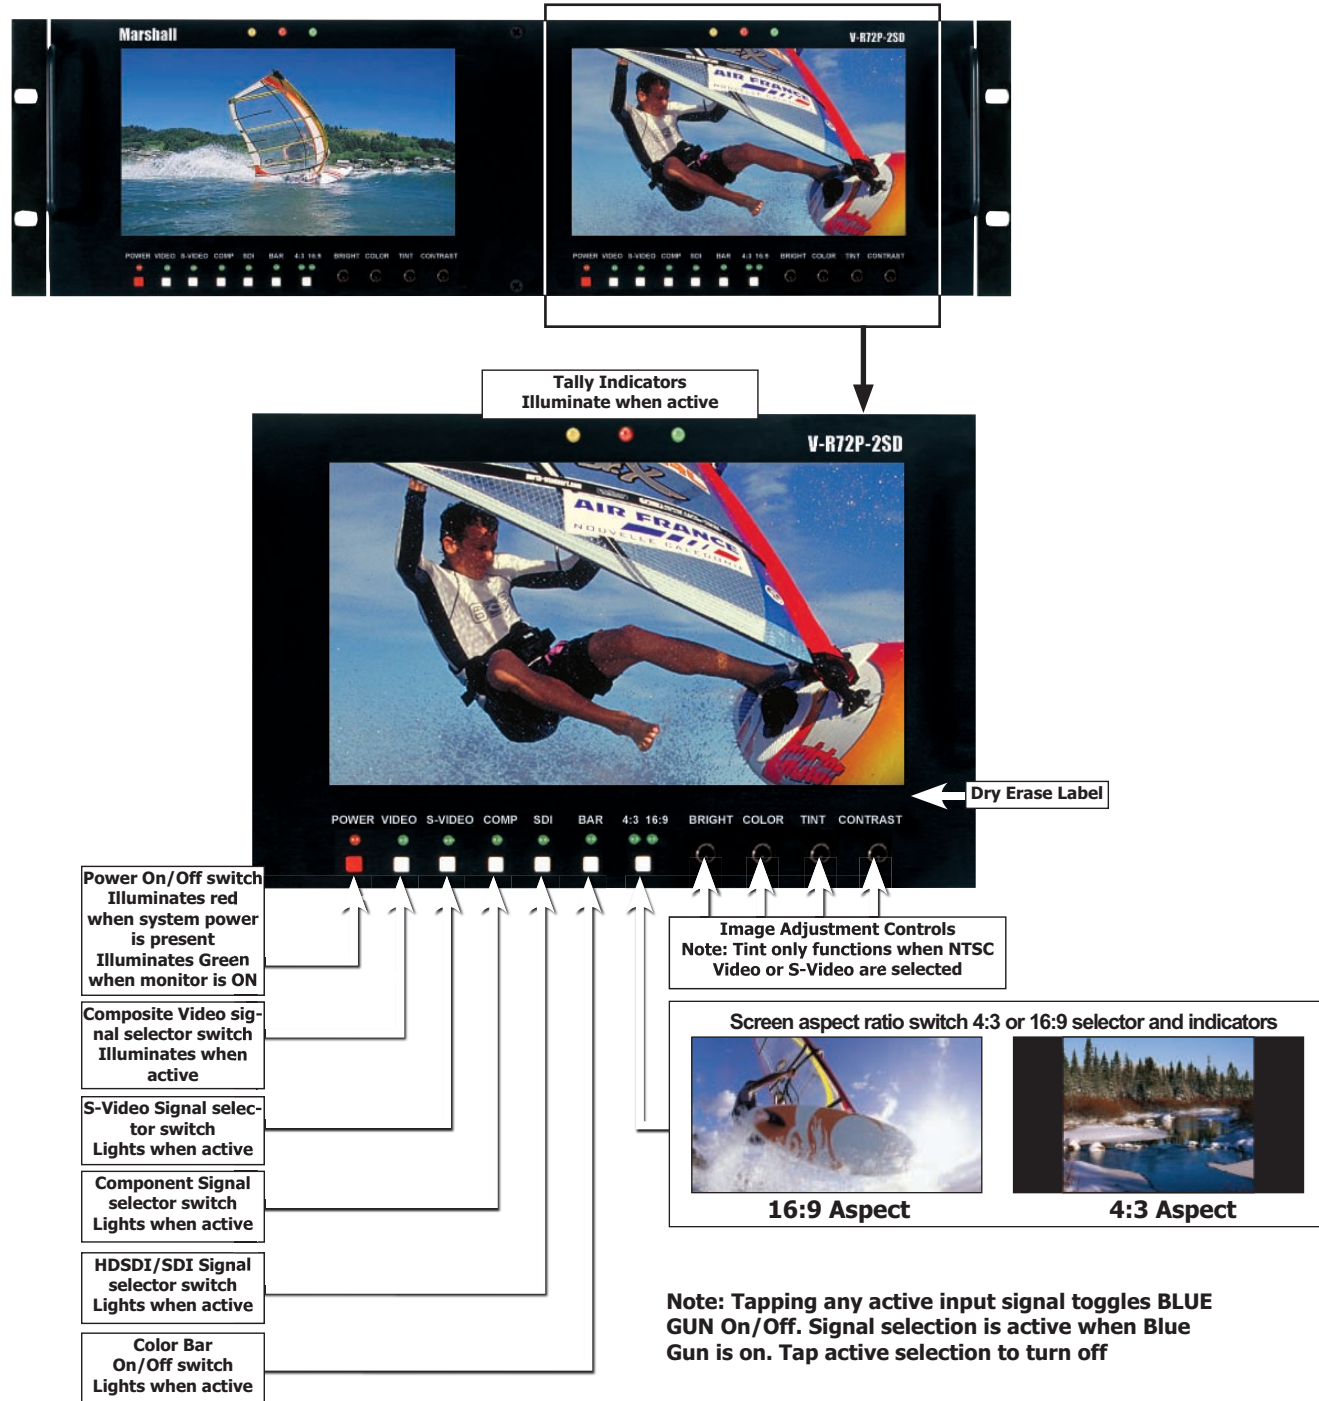 Marshall
V-R72P-2SD
AIR FRANCE
POWER VIDEO S-VIDEO COMP SDI BAR 4:3 16:9 BRIGHT COLOR TINT CONTRAST
POWER VIDEO S-VIDEO COMP SDI BAR 4:3 16:9 BRIGHT COLOR TINT CONTRAST
Tally Indicators
Illuminate when active
V-R72P-2SD
AIR FRANCE
NOUVELLE CALEDONIE
Dry Erase Label
POWER VIDEO S-VIDEO COMP SDI BAR 4:3 16:9 BRIGHT COLOR TINT CONTRAST
Power On/Off switch
Illuminates red
when system power
is present
Illuminates Green
when monitor is ON
Composite Video sig-
nal selector switch
Illuminates when
active
S-Video Signal selec-
tor switch
Lights when active
Component Signal
selector switch
Lights when active
HDSDI/SDI Signal
selector switch
Lights when active
Color Bar
On/Off switch
Lights when active
Image Adjustment Controls
Note: Tint only functions when NTSC
Video or S-Video are selected
Screen aspect ratio switch 4:3 or 16:9 selector and indicators
16:9 Aspect
4:3 Aspect
Note: Tapping any active input signal toggles BLUE
GUN On/Off. Signal selection is active when Blue
Gun is on. Tap active selection to turn off